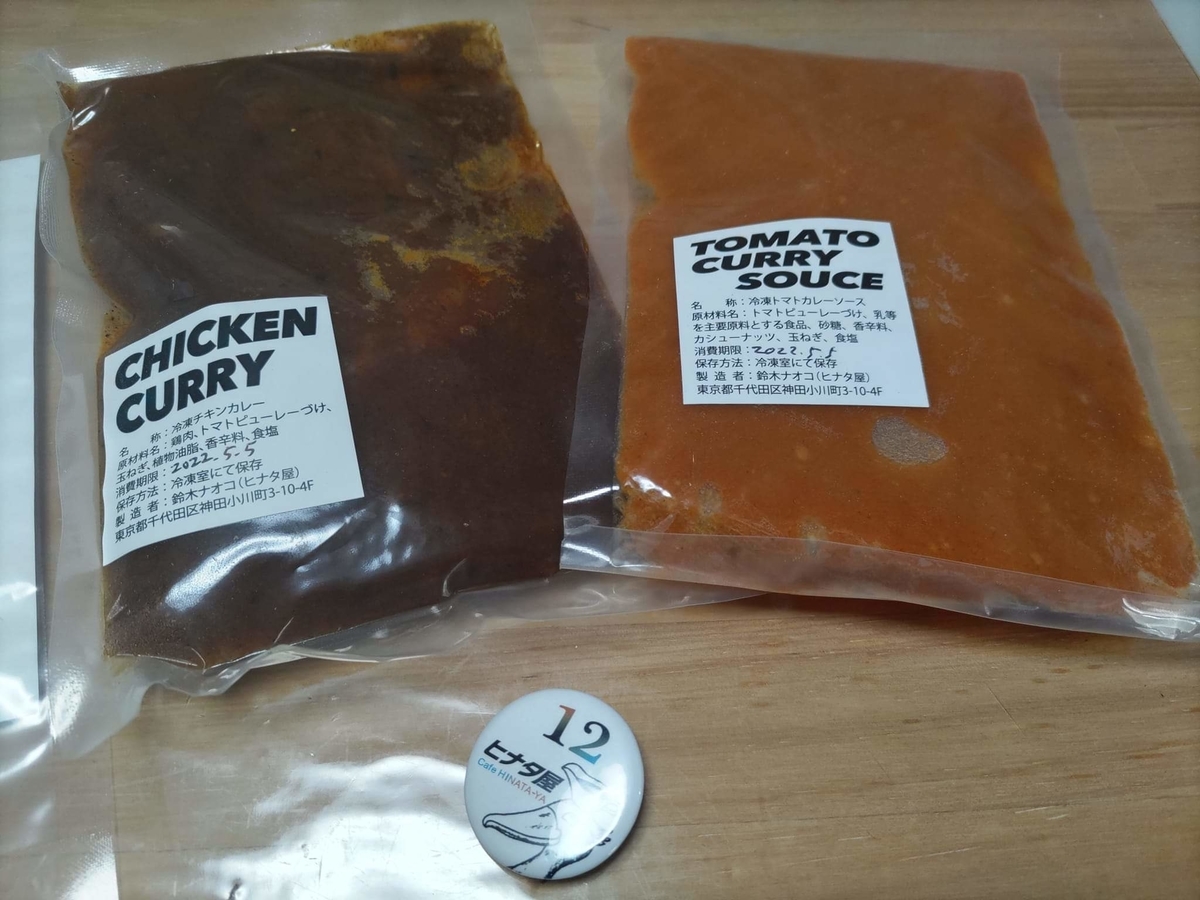 CHICKEN
CURRY
名　　称：冷凍チキンカレー
原材料名：鶏肉、トマトピューレーづけ、
玉ねぎ、植物油脂、香辛料、食塩
消費期限：2022.5.5
保存方法：冷凍室にて保存
製 造 者：鈴木ナオコ（ヒナタ屋）
東京都千代田区神田小川町3-10-4F
TOMATO
CURRY
SOUCE
名　　称：冷凍トマトカレーソース
原材料名：トマトピューレーづけ、乳等
を主要原料とする食品、砂糖、香辛料、
カシューナッツ、玉ねぎ、食塩
消費期限：2022.5.5
保存方法：冷凍室にて保存
製 造 者：鈴木ナオコ（ヒナタ屋）
東京都千代田区神田小川町3-10-4F
12
ヒナタ屋
Cafe HINATA-YA